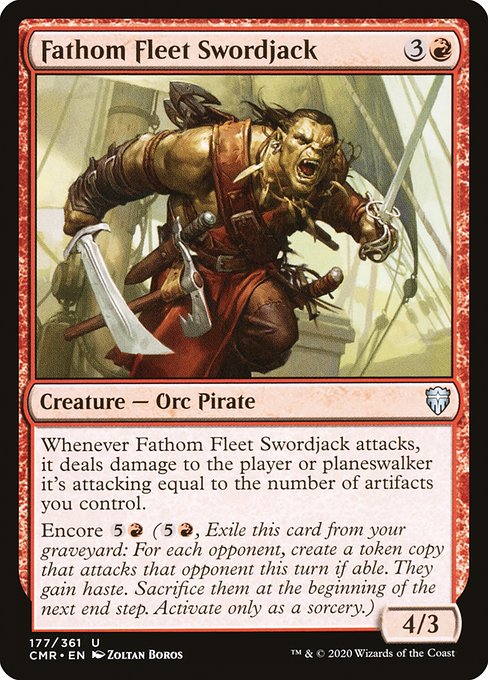 Fathom Fleet Swordjack 3
Creature — Orc Pirate
Whenever Fathom Fleet Swordjack attacks,
it deals damage to the player or planeswalker
it's attacking equal to the number of artifacts
you control.
Encore 5 (5, Exile this card from your
graveyard: For each opponent, create a token copy
that attacks that opponent this turn if able. They
gain haste. Sacrifice them at the beginning of the
next end step. Activate only as a sorcery.)
4/3
177/361 U
CMR • EN Zoltan Boros
™ & © 2020 Wizards of the Coast